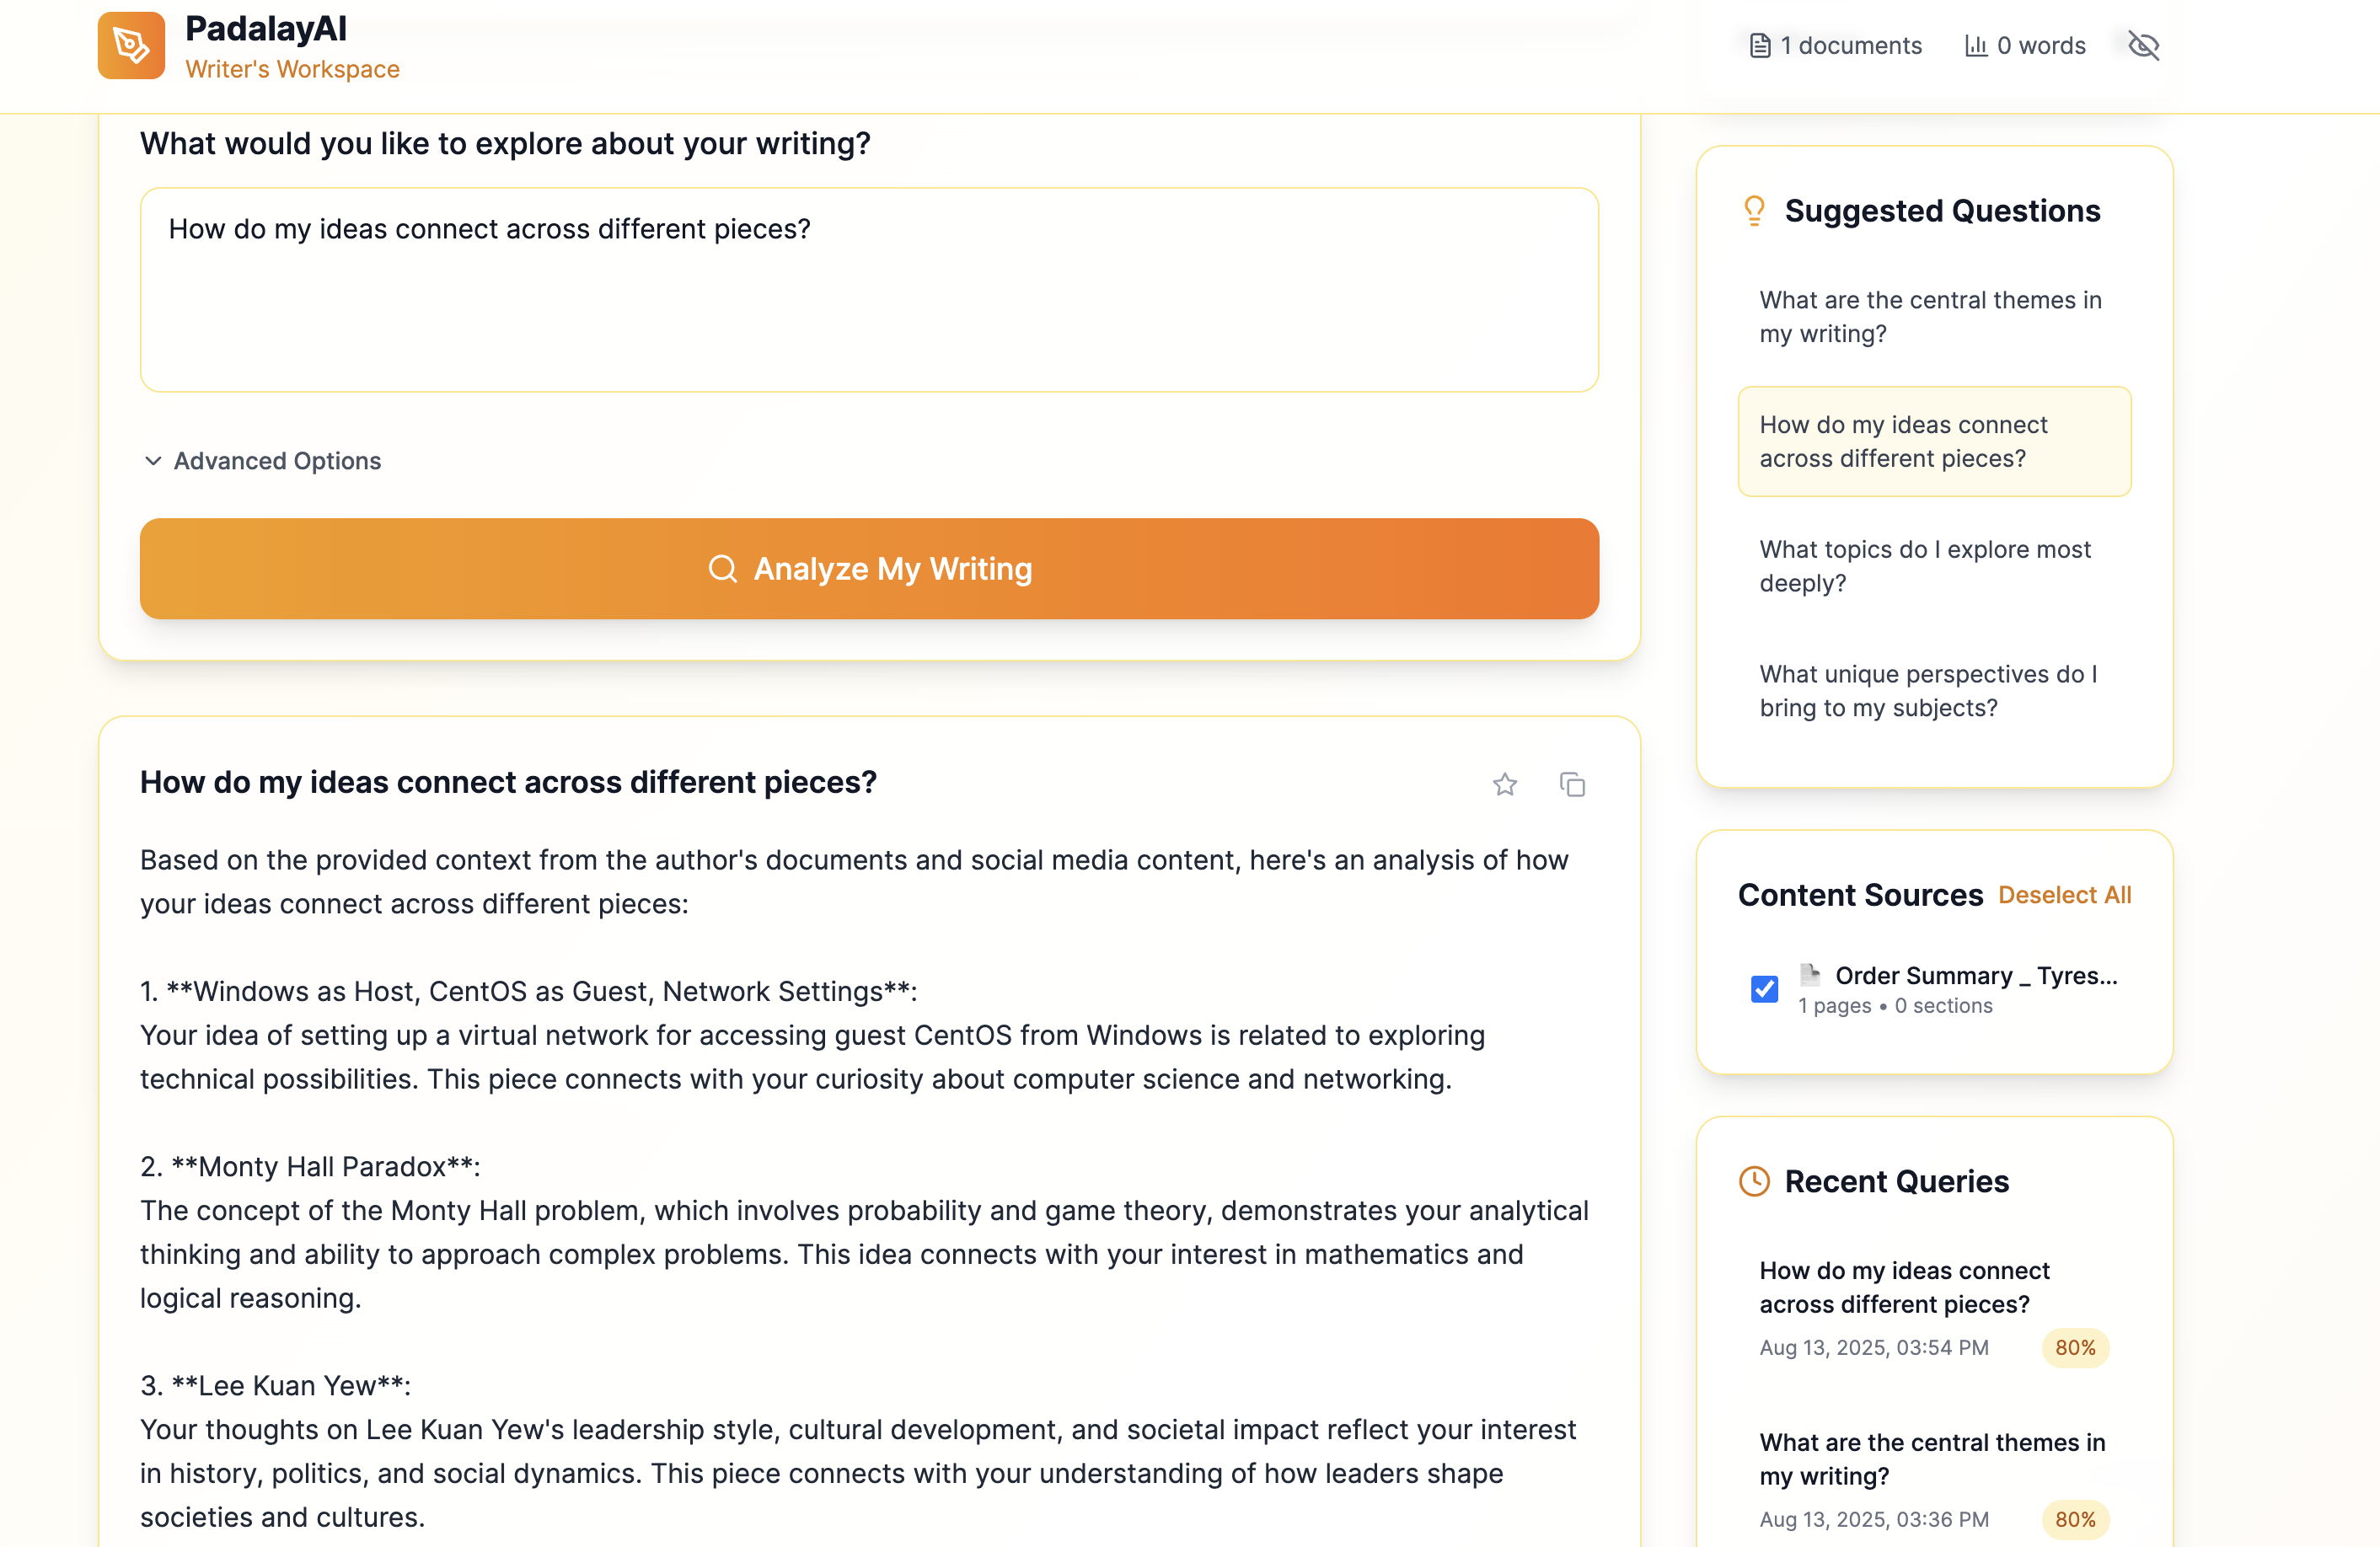 PadalayAI
Writer's Workspace
1 documents
0 words
What would you like to explore about your writing?
How do my ideas connect across different pieces?
Advanced Options
Analyze My Writing
How do my ideas connect across different pieces?
Based on the provided context from the author's documents and social media content, here's an analysis of how
your ideas connect across different pieces:
1. **Windows as Host, CentOS as Guest, Network Settings**:
Your idea of setting up a virtual network for accessing guest CentOS from Windows is related to exploring
technical possibilities. This piece connects with your curiosity about computer science and networking.
2. **Monty Hall Paradox**:
The concept of the Monty Hall problem, which involves probability and game theory, demonstrates your analytical
thinking and ability to approach complex problems. This idea connects with your interest in mathematics and
logical reasoning.
3. **Lee Kuan Yew**:
Your thoughts on Lee Kuan Yew's leadership style, cultural development, and societal impact reflect your interest
in history, politics, and social dynamics. This piece connects with your understanding of how leaders shape
societies and cultures.
Suggested Questions
What are the central themes in
my writing?
How do my ideas connect
across different pieces?
What topics do I explore most
deeply?
What unique perspectives do I
bring to my subjects?
Content Sources
Deselect All
Order Summary _ Tyres...
1 pages • 0 sections
Recent Queries
How do my ideas connect
across different pieces?
Aug 13, 2025, 03:54 PM
80%
What are the central themes in
my writing?
Aug 13, 2025, 03:36 PM
80%